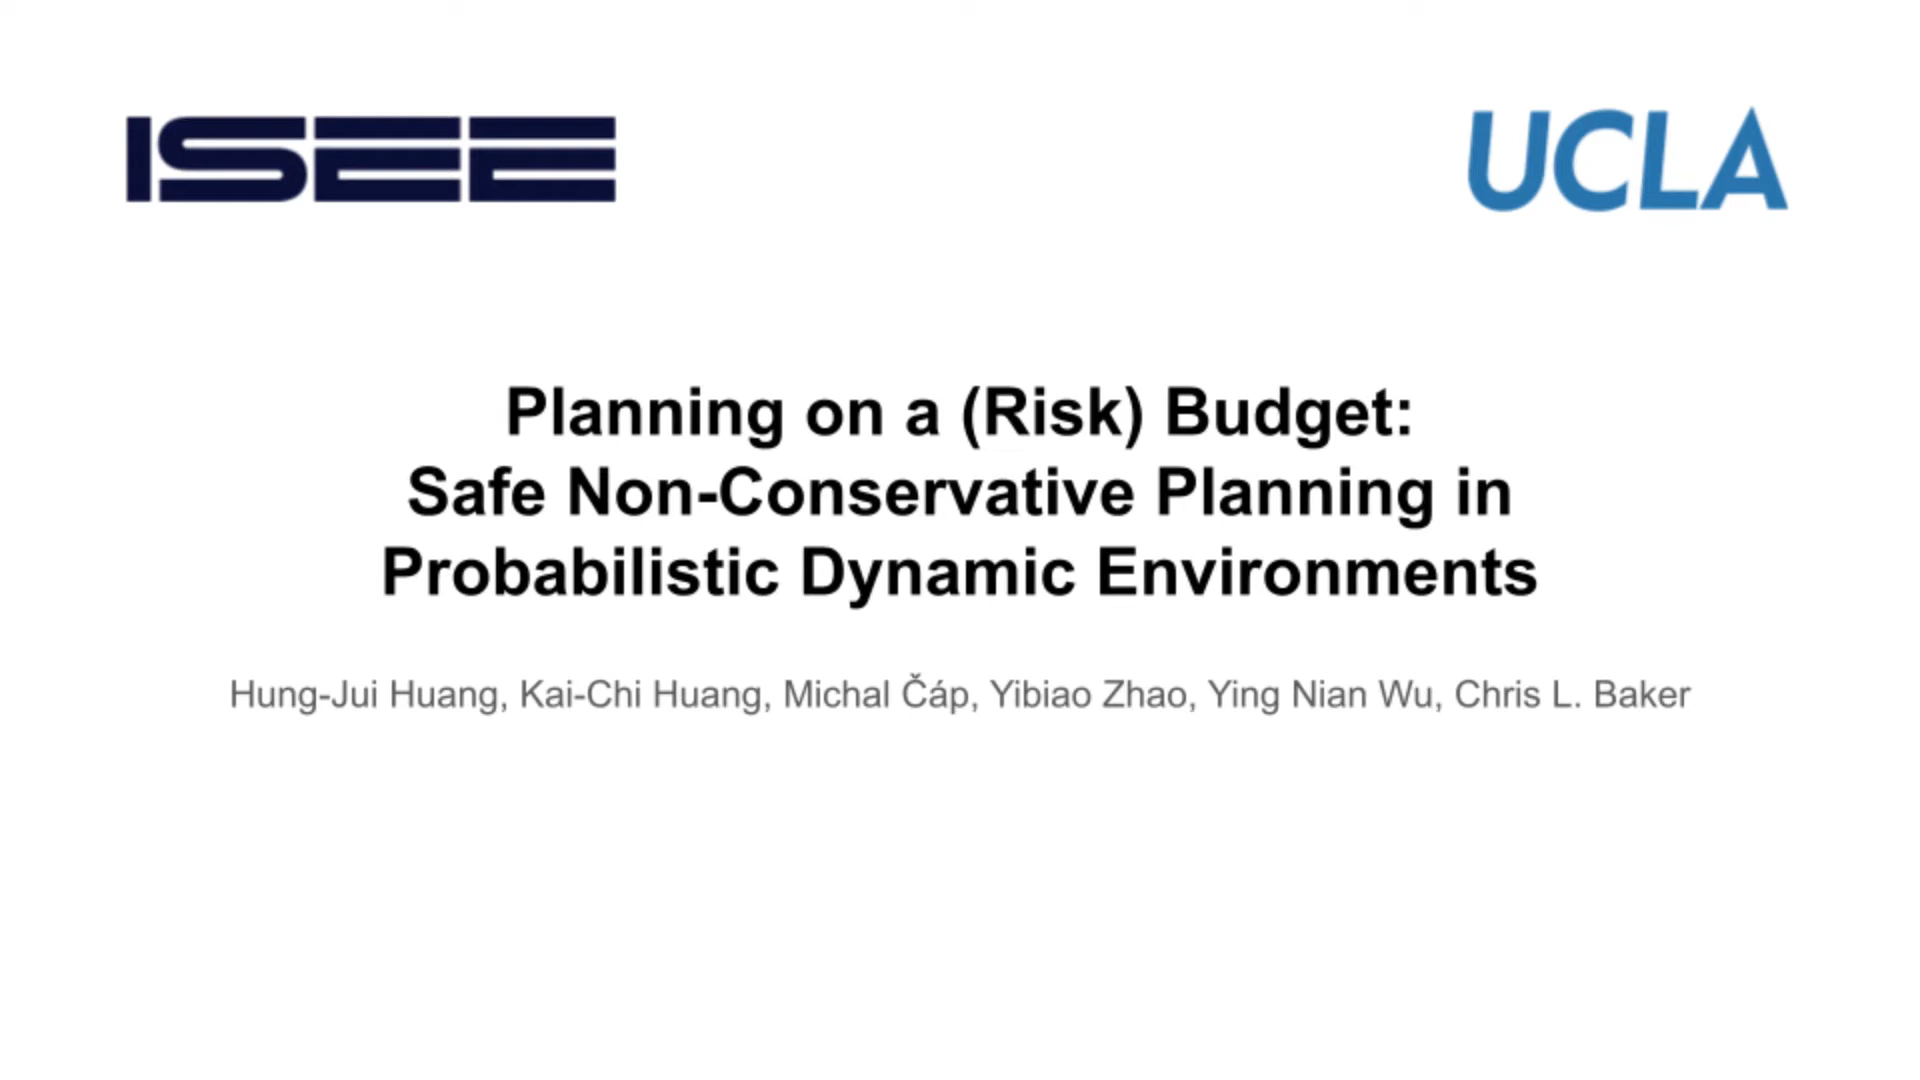 ISEE
UCLA
Planning on a (Risk) Budget:
Safe Non-Conservative Planning in
Probabilistic Dynamic Environments
Hung-Jui Huang, Kai-Chi Huang, Michal Čáp, Yibiao Zhao, Ying Nian Wu, Chris L. Baker